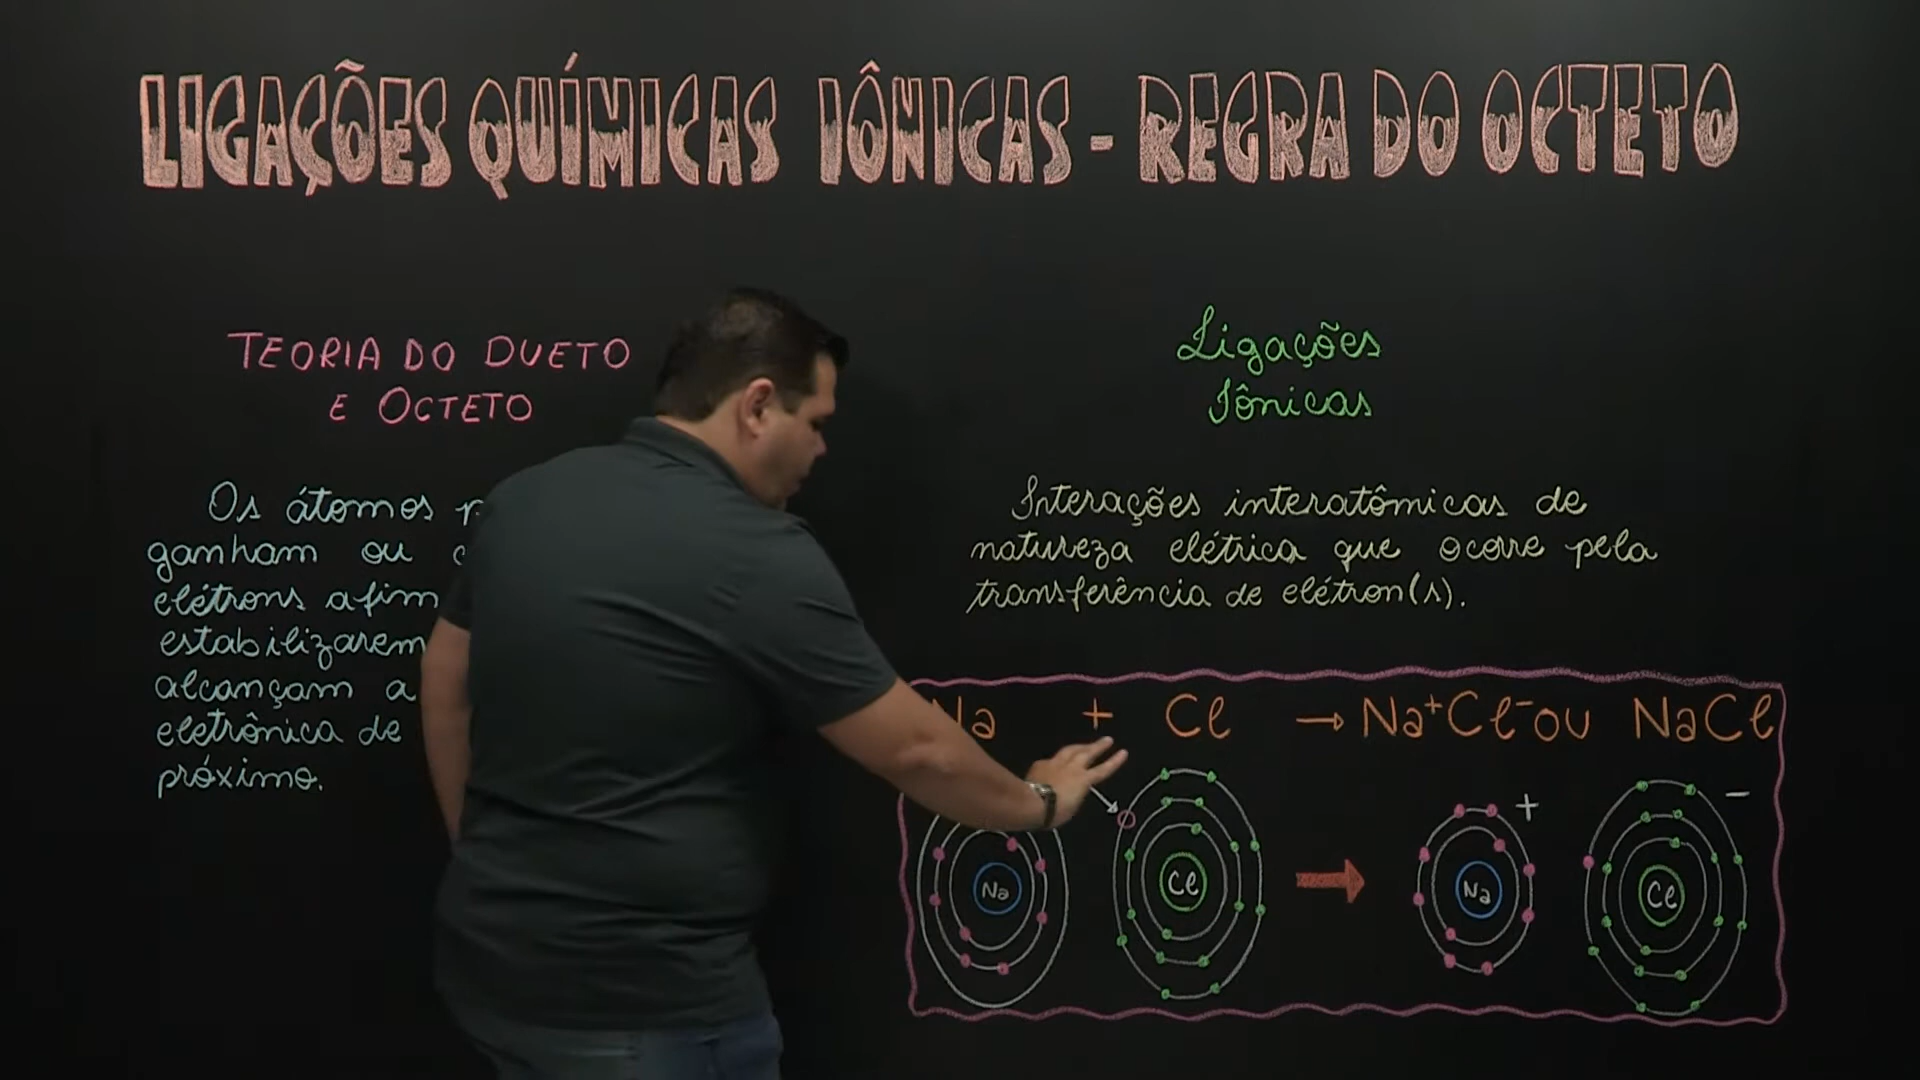 LIGAÇÕES QUÍMICAS IÔNICAS - REGRA DO OCTETO
TEORIA DO DUETO
E OCTETO
Os átomos
ganham ou
elétrons afim
estabilizarem
alcançam a
eletrônica de
próximo.
Ligações
Iônicas
Interações interatômicas de
natureza elétrica que ocorre pela
transferência de elétron(s).
Na + Cl → Na⁺Cl⁻ ou NaCl
+ −
Na Cl Na Cl